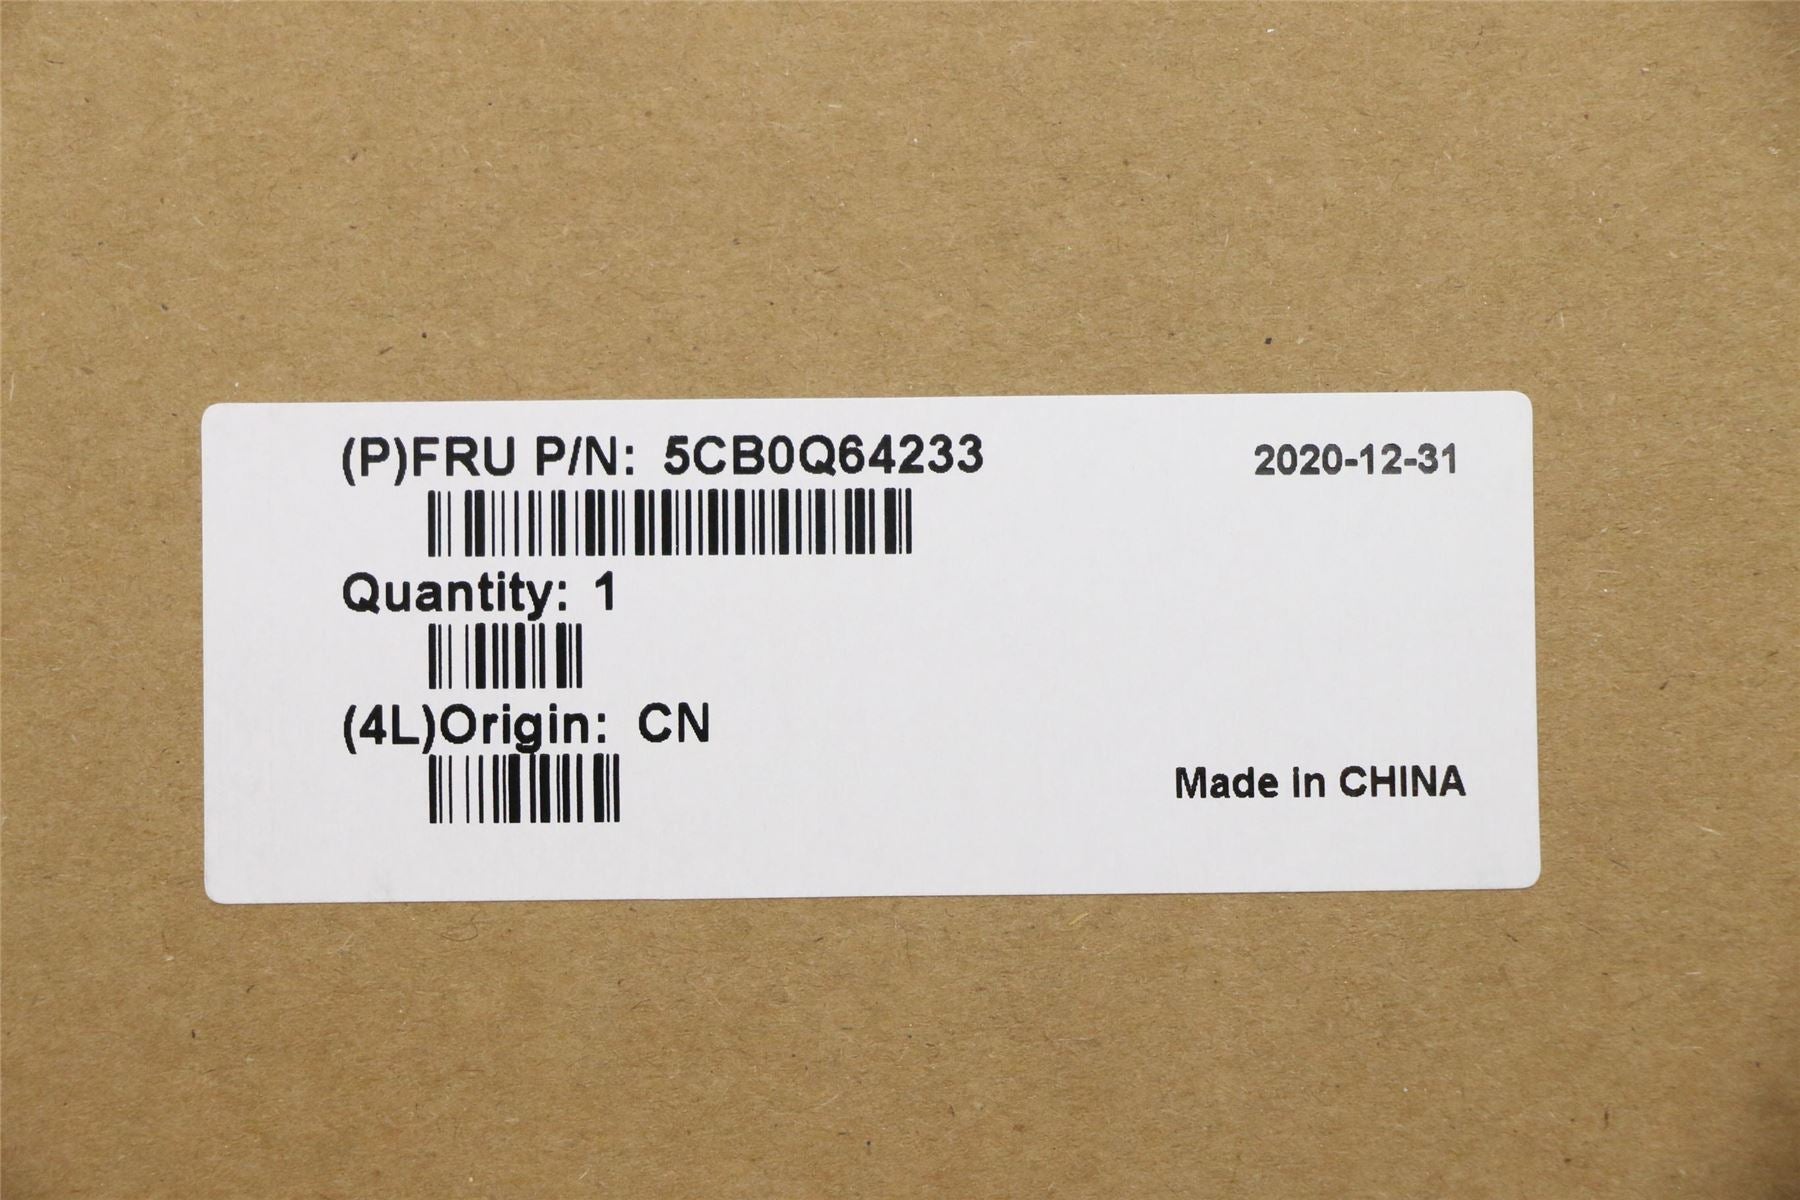 (P)FRU P/N: 5CB0Q64233
2020-12-31
Quantity: 1
(4L)Origin: CN
Made in CHINA